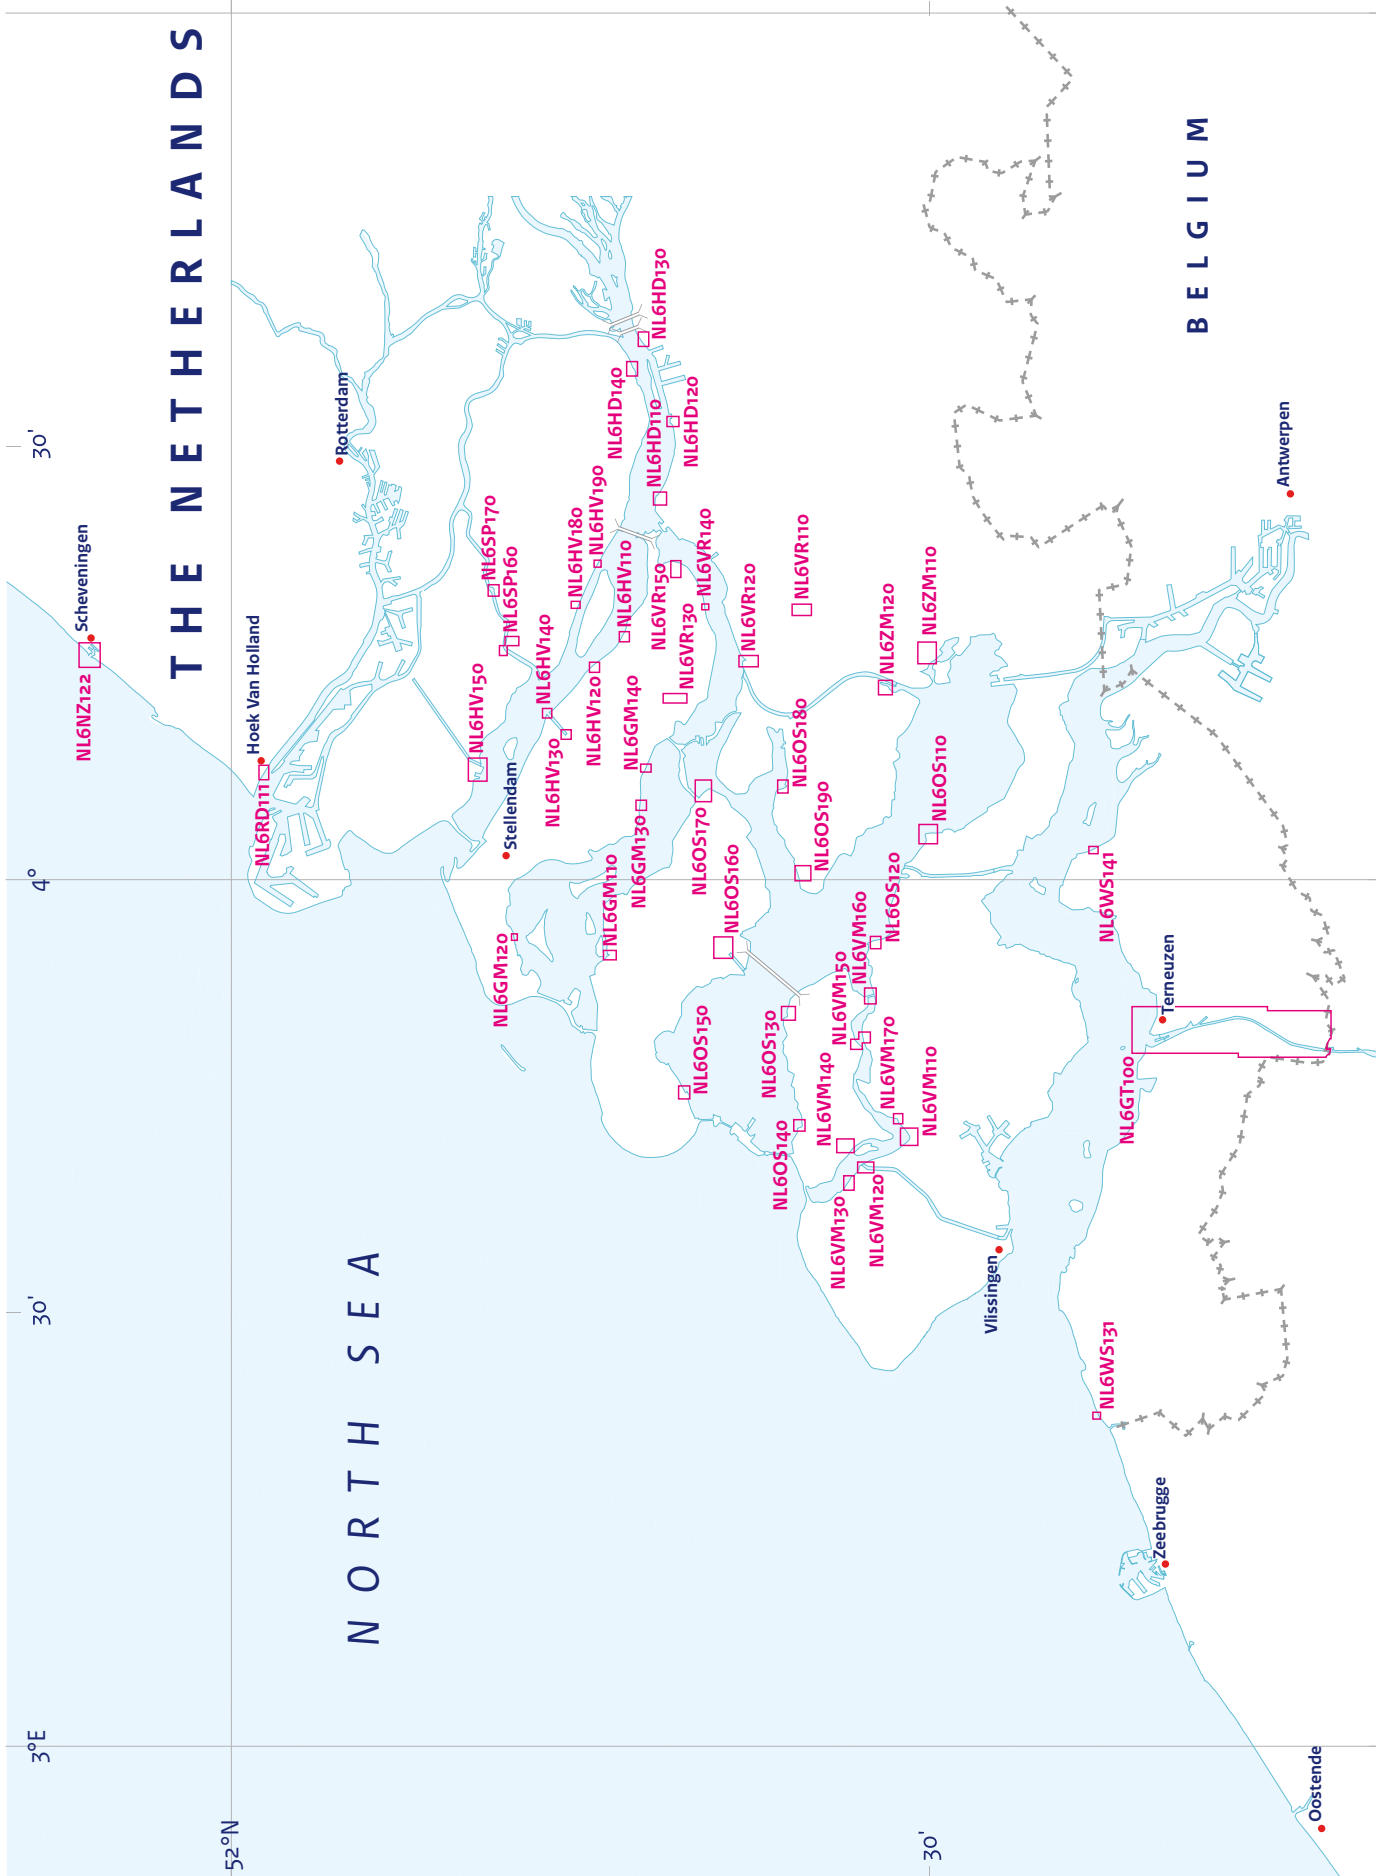 THE NETHERLANDS
NORTH SEA
BELGIUM
3°E
30'
4°
30'
52°N
30'
Scheveningen
NL6NZ122
Hoek Van Holland
NL6RD111
Rotterdam
Stellendam
NL6HV150
NL6SP170
NL6SP160
NL6HV140
NL6HV130
NL6HV180
NL6HV190
NL6HV120
NL6HV110
NL6HD140
NL6HD130
NL6HD110
NL6HD120
NL6GM120
NL6GM110
NL6GM130
NL6GM140
NL6VR150
NL6VR140
NL6VR130
NL6VR120
NL6VR110
NL6OS170
NL6OS160
NL6OS150
NL6OS180
NL6OS190
NL6OS130
NL6OS140
NL6OS120
NL6OS110
NL6ZM120
NL6ZM110
NL6VM160
NL6VM150
NL6VM170
NL6VM140
NL6VM110
NL6VM130
NL6VM120
Vlissingen
NL6WS141
NL6WS131
NL6GT100
Terneuzen
Antwerpen
Zeebrugge
Oostende